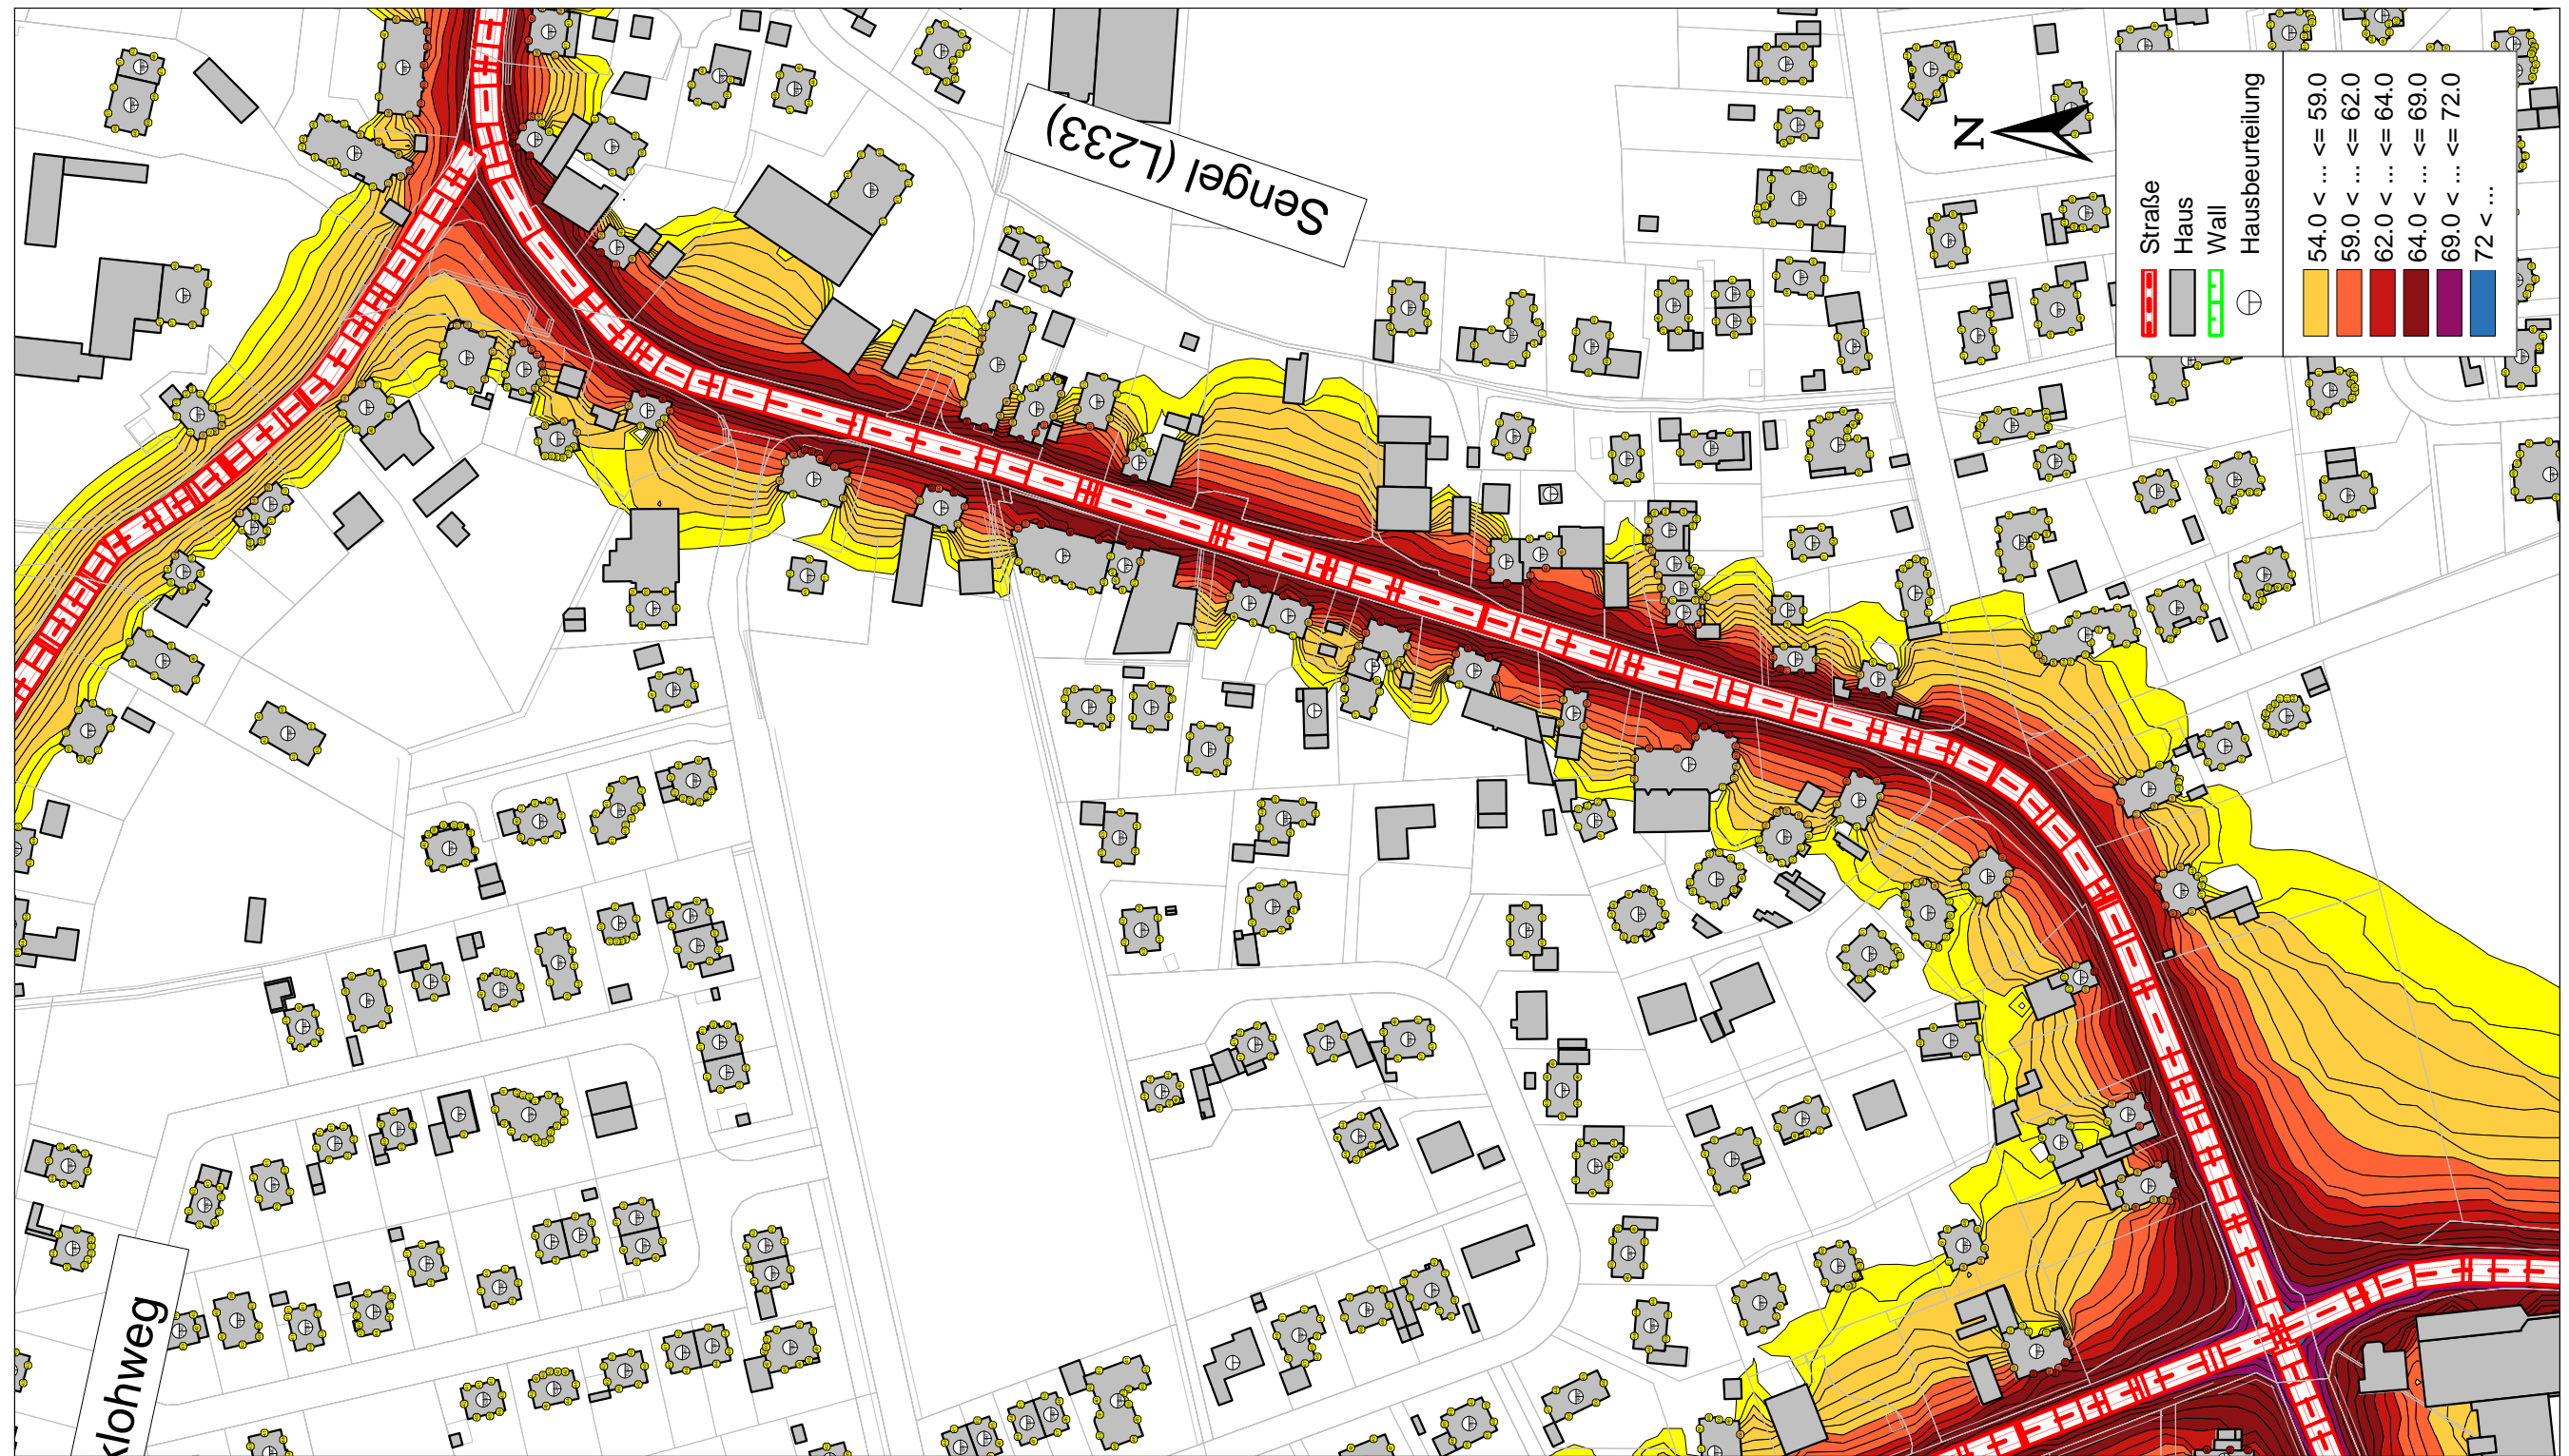 Sengel (L233)
N
Straße
Haus
Wall
Hausbeurteilung
54.0 < ... <= 59.0
59.0 < ... <= 62.0
62.0 < ... <= 64.0
64.0 < ... <= 69.0
69.0 < ... <= 72.0
72 < ...
klohweg